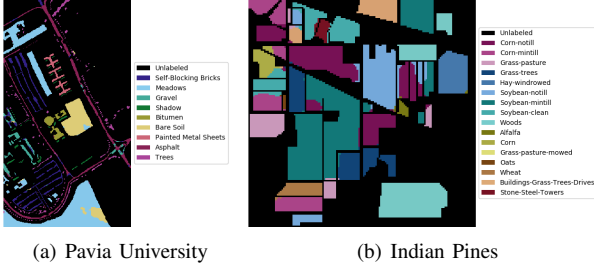 Unlabeled
Self-Blocking Bricks
Meadows
Gravel
Shadow
Bitumen
Bare Soil
Painted Metal Sheets
Asphalt
Trees
Unlabeled
Corn-notill
Corn-mintill
Grass-pasture
Grass-trees
Hay-windrowed
Soybean-notill
Soybean-mintill
Soybean-clean
Woods
Alfalfa
Corn
Grass-pasture-mowed
Oats
Wheat
Buildings-Grass-Trees-Drives
Stone-Steel-Towers
(a) Pavia University
(b) Indian Pines